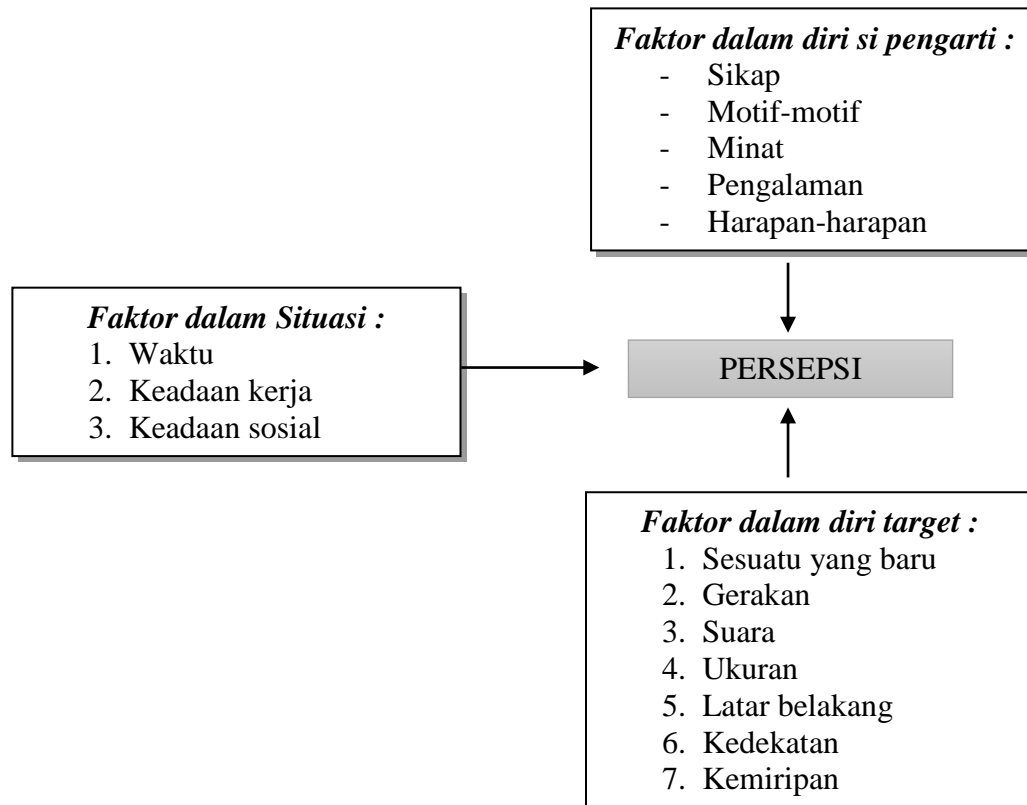 Faktor dalam diri si pengarti :
- Sikap
- Motif-motif
- Minat
- Pengalaman
- Harapan-harapan
Faktor dalam Situasi :
1. Waktu
2. Keadaan kerja
3. Keadaan sosial
PERSEPSI
Faktor dalam diri target :
1. Sesuatu yang baru
2. Gerakan
3. Suara
4. Ukuran
5. Latar belakang
6. Kedekatan
7. Kemiripan